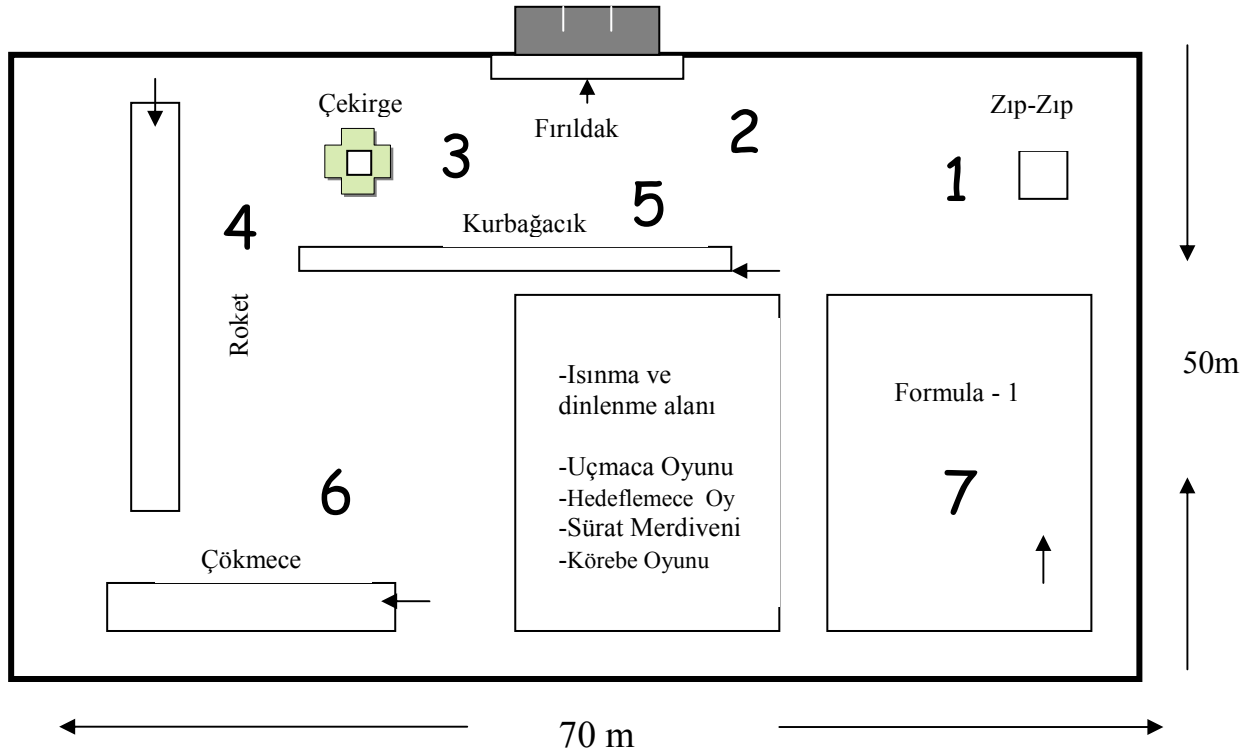 Çekirge
3
Fırıldak
2
Zıp-Zıp
1
4
Kurbağacık
5
Roket
-Isınma ve
dinlenme alanı
-Uçmaca Oyunu
-Hedeflemece Oy
-Sürat Merdiveni
-Körebe Oyunu
Formula - 1
7
50m
6
Çökmece
70 m